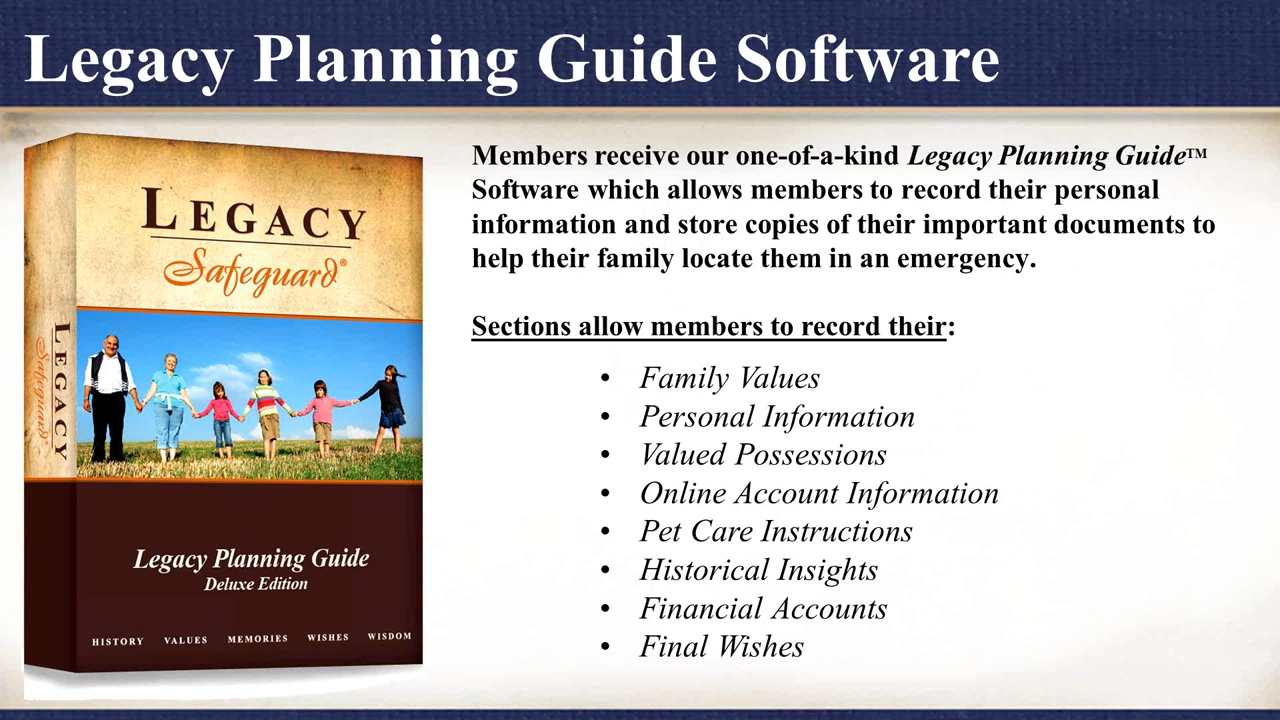 Legacy Planning Guide Software
LEGACY
Safeguard®
LEGACY
Safeguard®
Legacy Planning Guide
Deluxe Edition
HISTORY VALUES MEMORIES WISHES WISDOM
Members receive our one-of-a-kind Legacy Planning Guide™
Software which allows members to record their personal
information and store copies of their important documents to
help their family locate them in an emergency.
Sections allow members to record their:
• Family Values
• Personal Information
• Valued Possessions
• Online Account Information
• Pet Care Instructions
• Historical Insights
• Financial Accounts
• Final Wishes